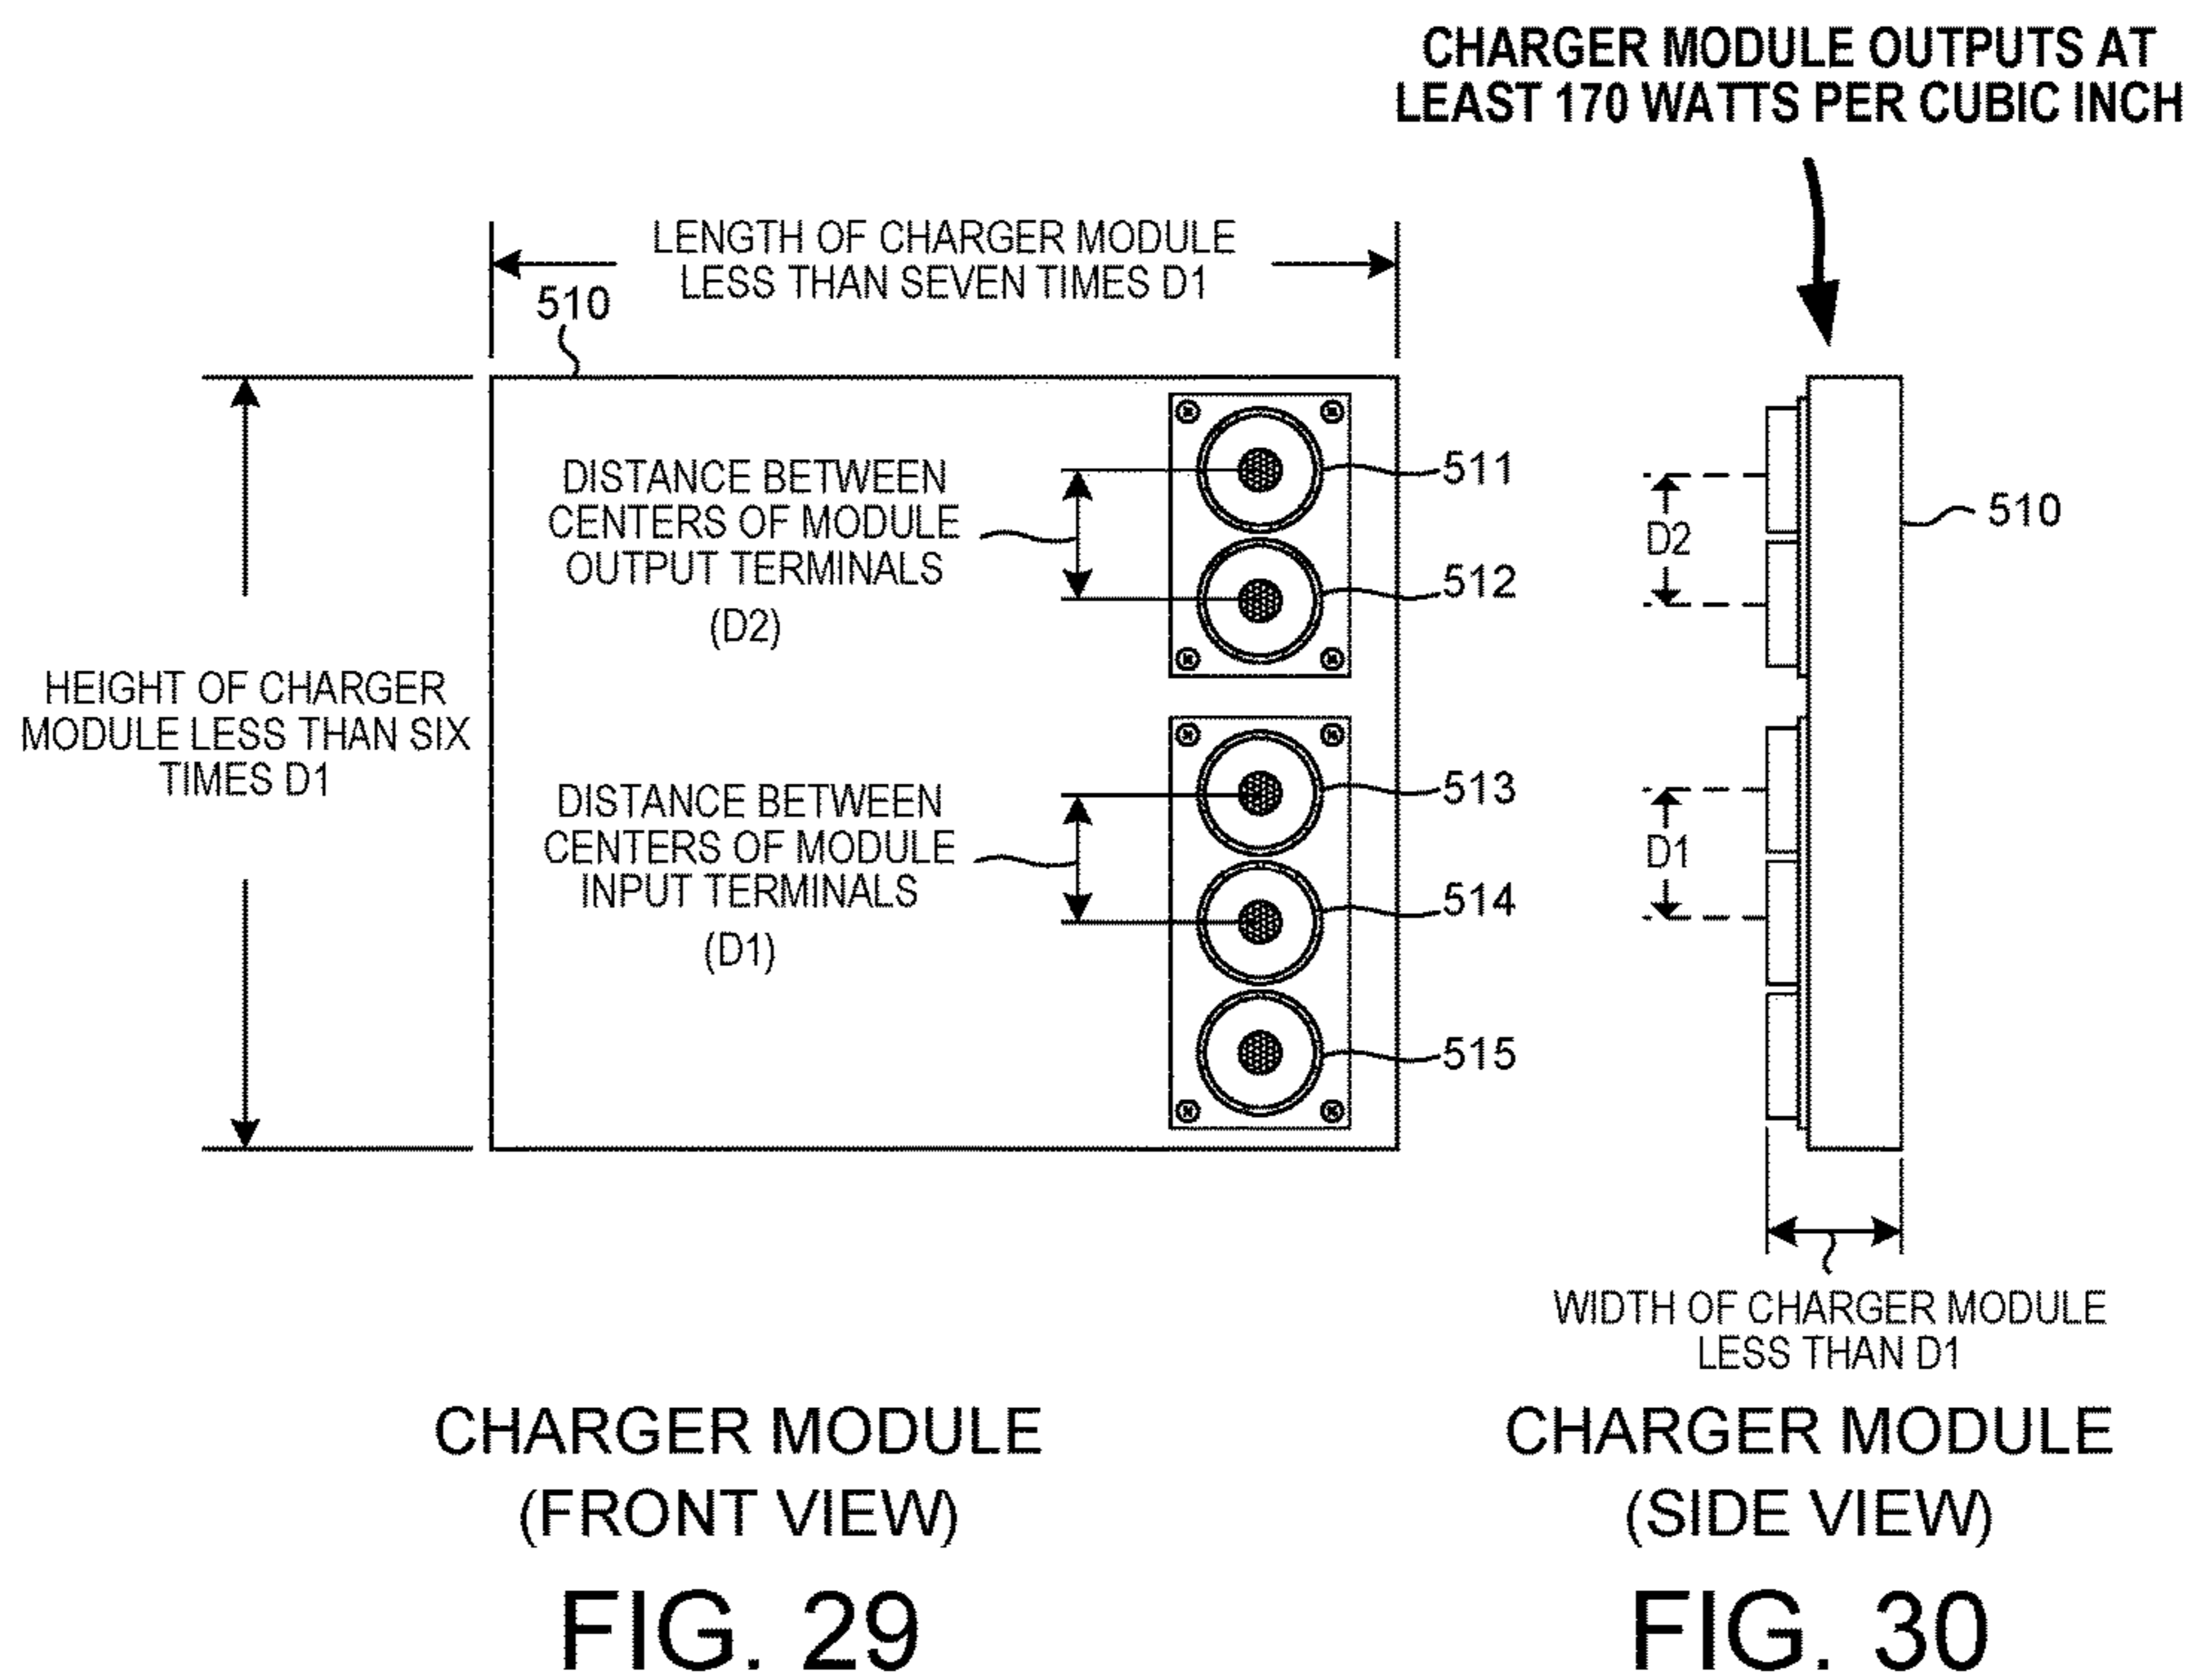 CHARGER MODULE OUTPUTS AT
LEAST 170 WATTS PER CUBIC INCH
LENGTH OF CHARGER MODULE
LESS THAN SEVEN TIMES D1
510
HEIGHT OF CHARGER
MODULE LESS THAN SIX
TIMES D1
DISTANCE BETWEEN
CENTERS OF MODULE
OUTPUT TERMINALS
(D2)
DISTANCE BETWEEN
CENTERS OF MODULE
INPUT TERMINALS
(D1)
511
512
513
514
515
D2
D1
510
WIDTH OF CHARGER MODULE
LESS THAN D1
CHARGER MODULE
(FRONT VIEW)
FIG. 29
CHARGER MODULE
(SIDE VIEW)
FIG. 30